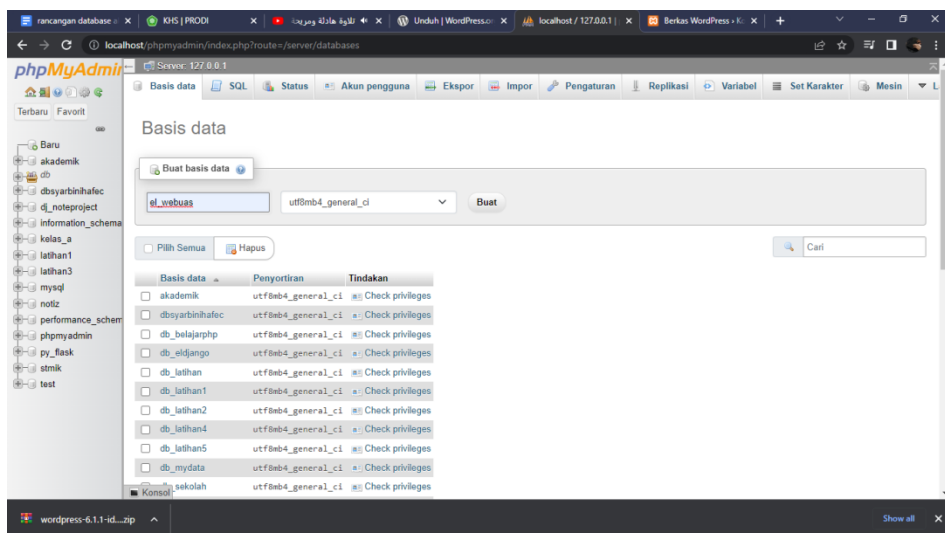 rancangan database a
KHS | PRODI
تلاوة هادئة ومريحة
Unduh | WordPress.or
localhost / 127.0.0.1 |
Berkas WordPress ‹ Ko
localhost/phpmyadmin/index.php?route=/server/databases
phpMyAdmin
Terbaru
Favorit
Baru
akademik
db
dbsyarbinihafec
dj_noteproject
information_schema
kelas_a
latihan1
latihan3
mysql
notiz
performance_schem
phpmyadmin
py_flask
stmik
test
Server: 127.0.0.1
Basis data
SQL
Status
Akun pengguna
Ekspor
Impor
Pengaturan
Replikasi
Variabel
Set Karakter
Mesin
L
Basis data
Buat basis data
el_webuas
utf8mb4_general_ci
Buat
Pilih Semua
Hapus
Cari
Basis data Penyortiran Tindakan
akademik utf8mb4_general_ci Check privileges
dbsyarbinihafec utf8mb4_general_ci Check privileges
db_belajarphp utf8mb4_general_ci Check privileges
db_eldjango utf8mb4_general_ci Check privileges
db_latihan utf8mb4_general_ci Check privileges
db_latihan1 utf8mb4_general_ci Check privileges
db_latihan2 utf8mb4_general_ci Check privileges
db_latihan4 utf8mb4_general_ci Check privileges
db_latihan5 utf8mb4_general_ci Check privileges
db_mydata utf8mb4_general_ci Check privileges
_sekolah utf8mb4_general_ci Check privileges
Konsol
wordpress-6.1.1-id....zip
Show all